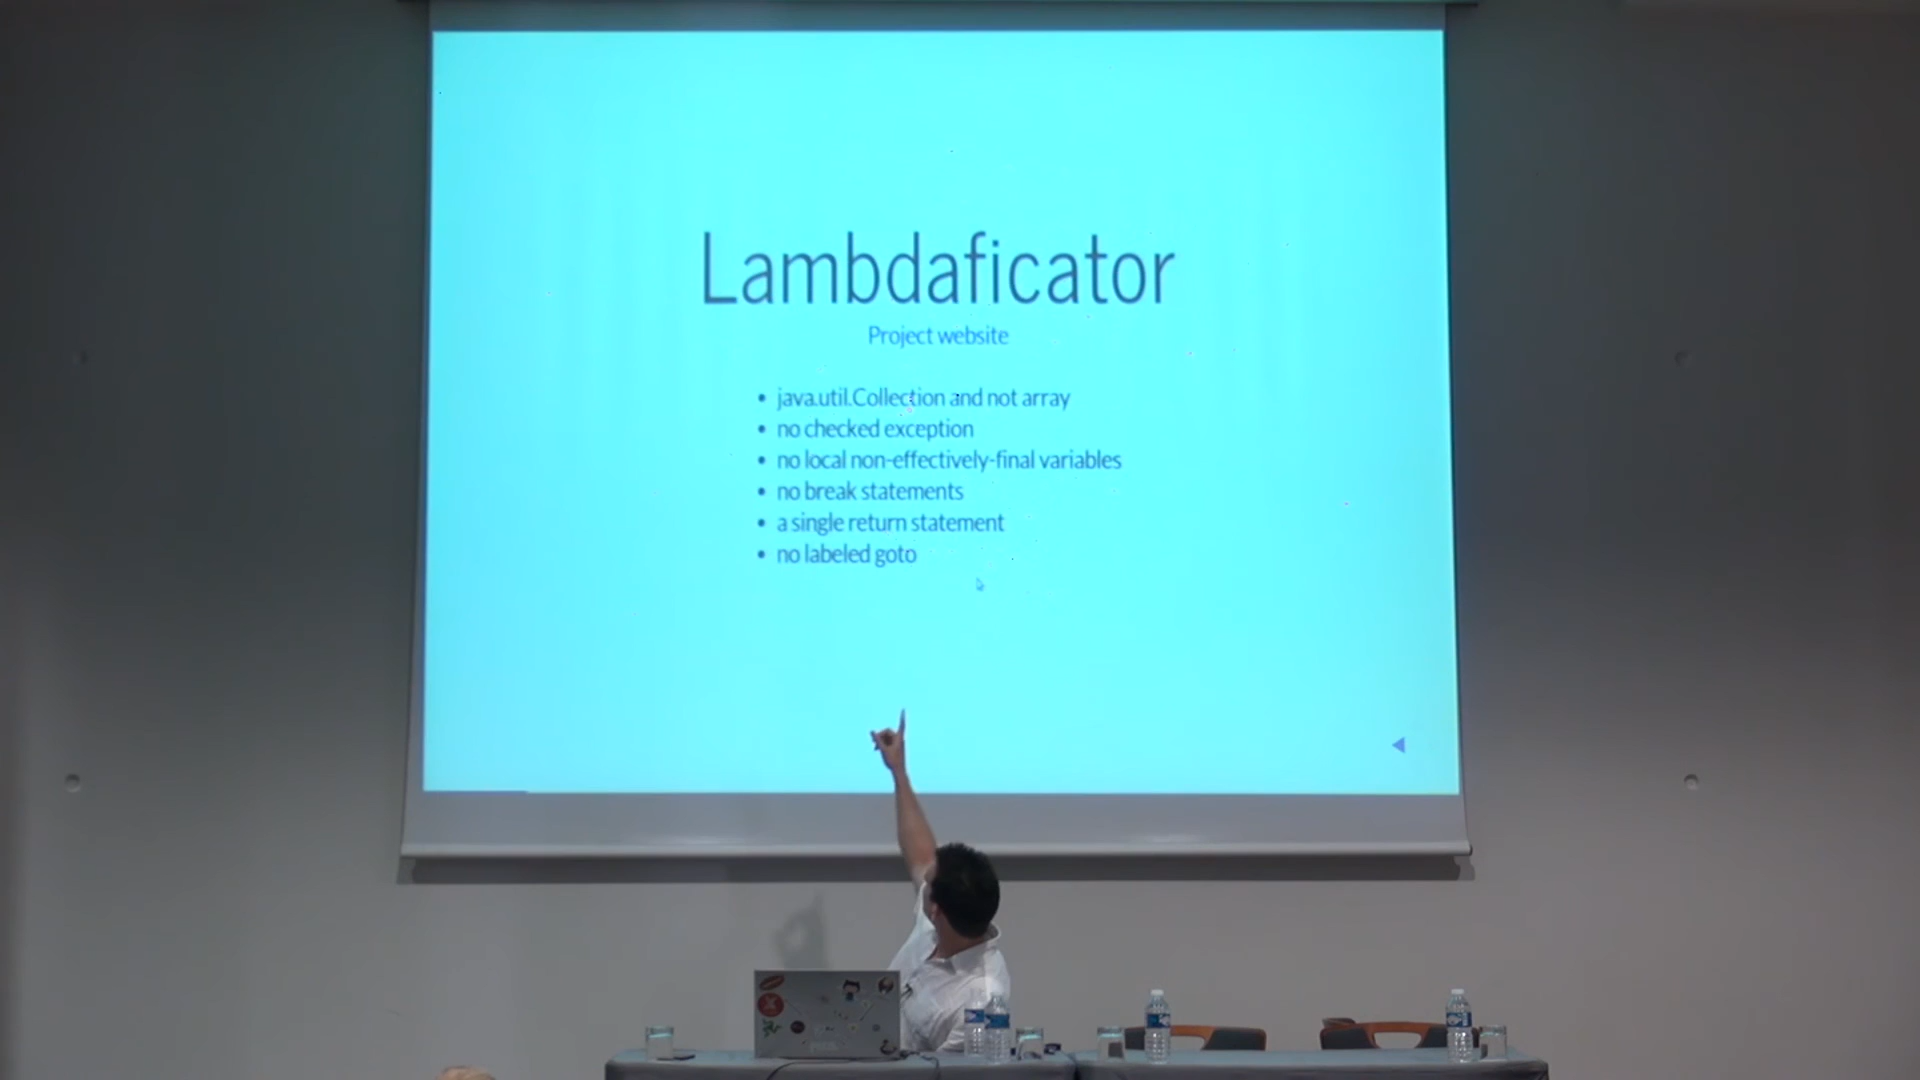 Lambdaficator
Project website
• java.util.Collection and not array
• no checked exception
• no local non-effectively-final variables
• no break statements
• a single return statement
• no labeled goto